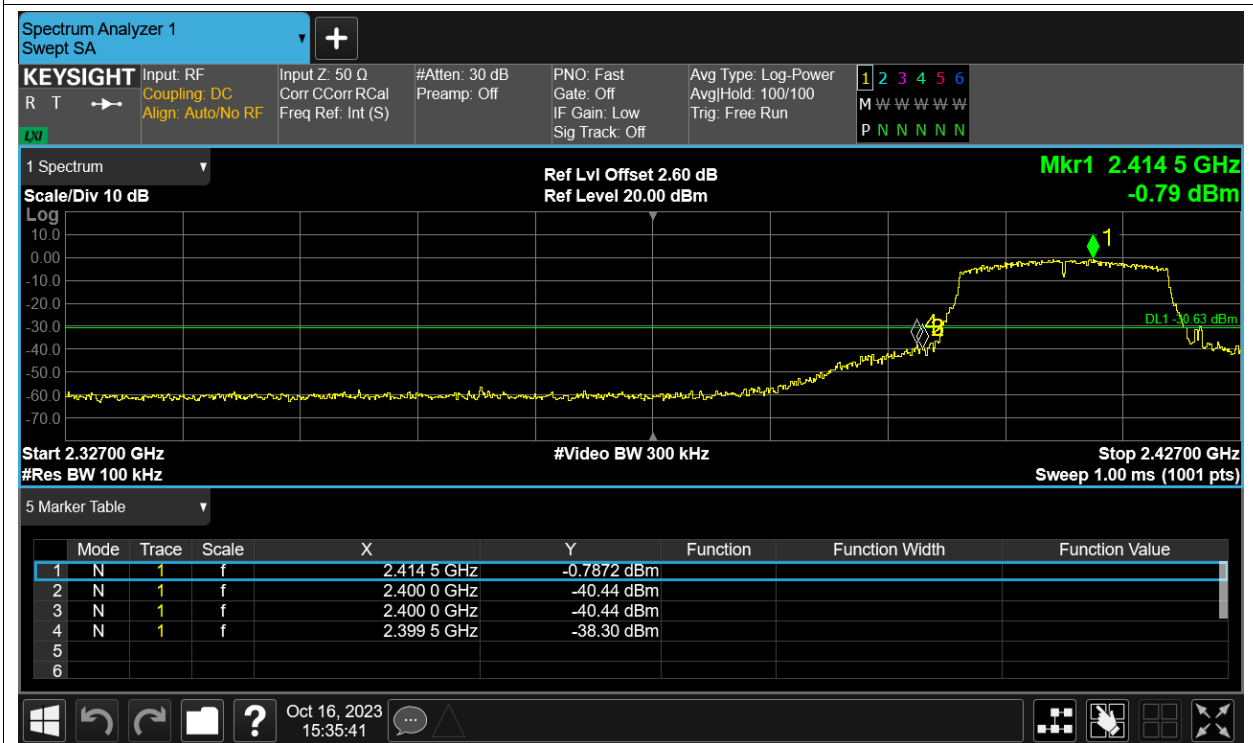 Spectrum Analyzer 1
Swept SA
+
KEYSIGHT
R T
LXI
Input: RF
Coupling: DC
Align: Auto/No RF
Input Z: 50 Ω
Corr CCorr RCal
Freq Ref: Int (S)
#Atten: 30 dB
Preamp: Off
PNO: Fast
Gate: Off
IF Gain: Low
Sig Track: Off
Avg Type: Log-Power
Avg|Hold: 100/100
Trig: Free Run
1 2 3 4 5 6
M W W W W W
P N N N N N
1 Spectrum
Scale/Div 10 dB
Ref Lvl Offset 2.60 dB
Ref Level 20.00 dBm
Mkr1 2.414 5 GHz
-0.79 dBm
Log
10.0
0.00
-10.0
-20.0
-30.0
-40.0
-50.0
-60.0
-70.0
1
DL1 -30.63 dBm
Start 2.32700 GHz
#Res BW 100 kHz
#Video BW 300 kHz
Stop 2.42700 GHz
Sweep 1.00 ms (1001 pts)
5 Marker Table
Mode Trace Scale X Y Function Function Width Function Value
1 N 1 f 2.414 5 GHz -0.7872 dBm
2 N 1 f 2.400 0 GHz -40.44 dBm
3 N 1 f 2.400 0 GHz -40.44 dBm
4 N 1 f 2.399 5 GHz -38.30 dBm
5
6
?
Oct 16, 2023
15:35:41